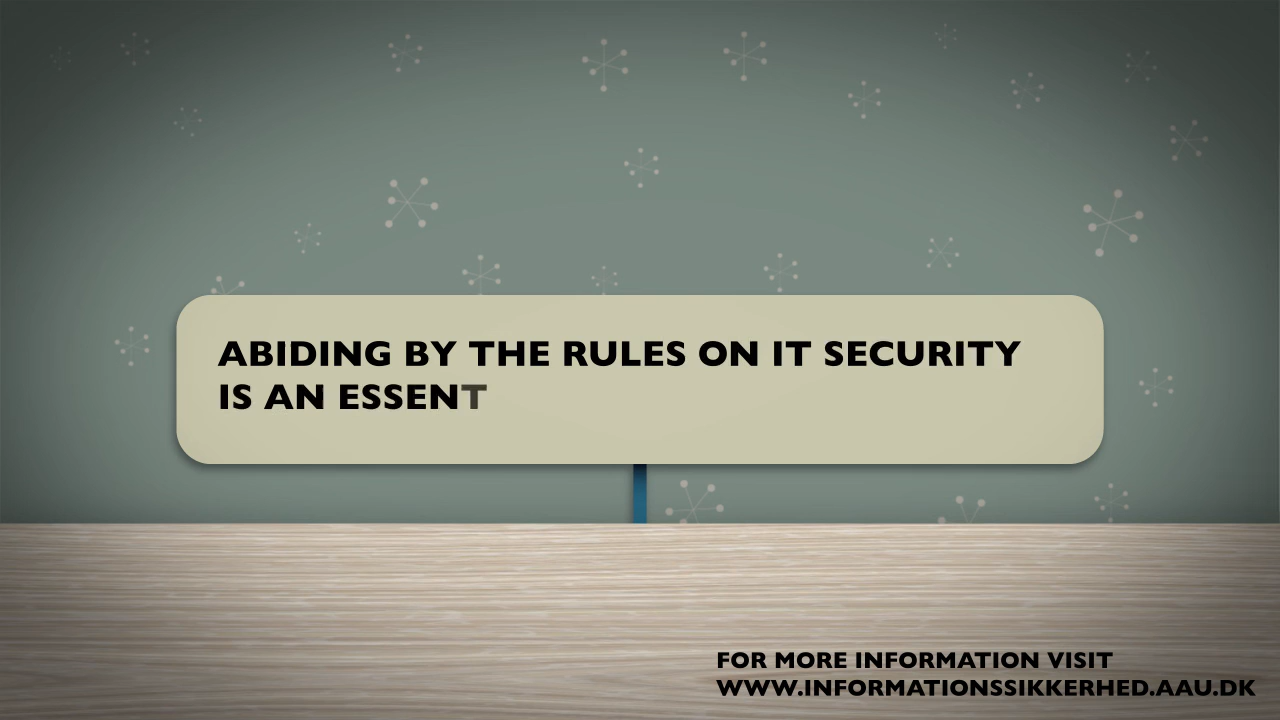 ABIDING BY THE RULES ON IT SECURITY
IS AN ESSENT
FOR MORE INFORMATION VISIT
WWW.INFORMATIONSSIKKERHED.AAU.DK